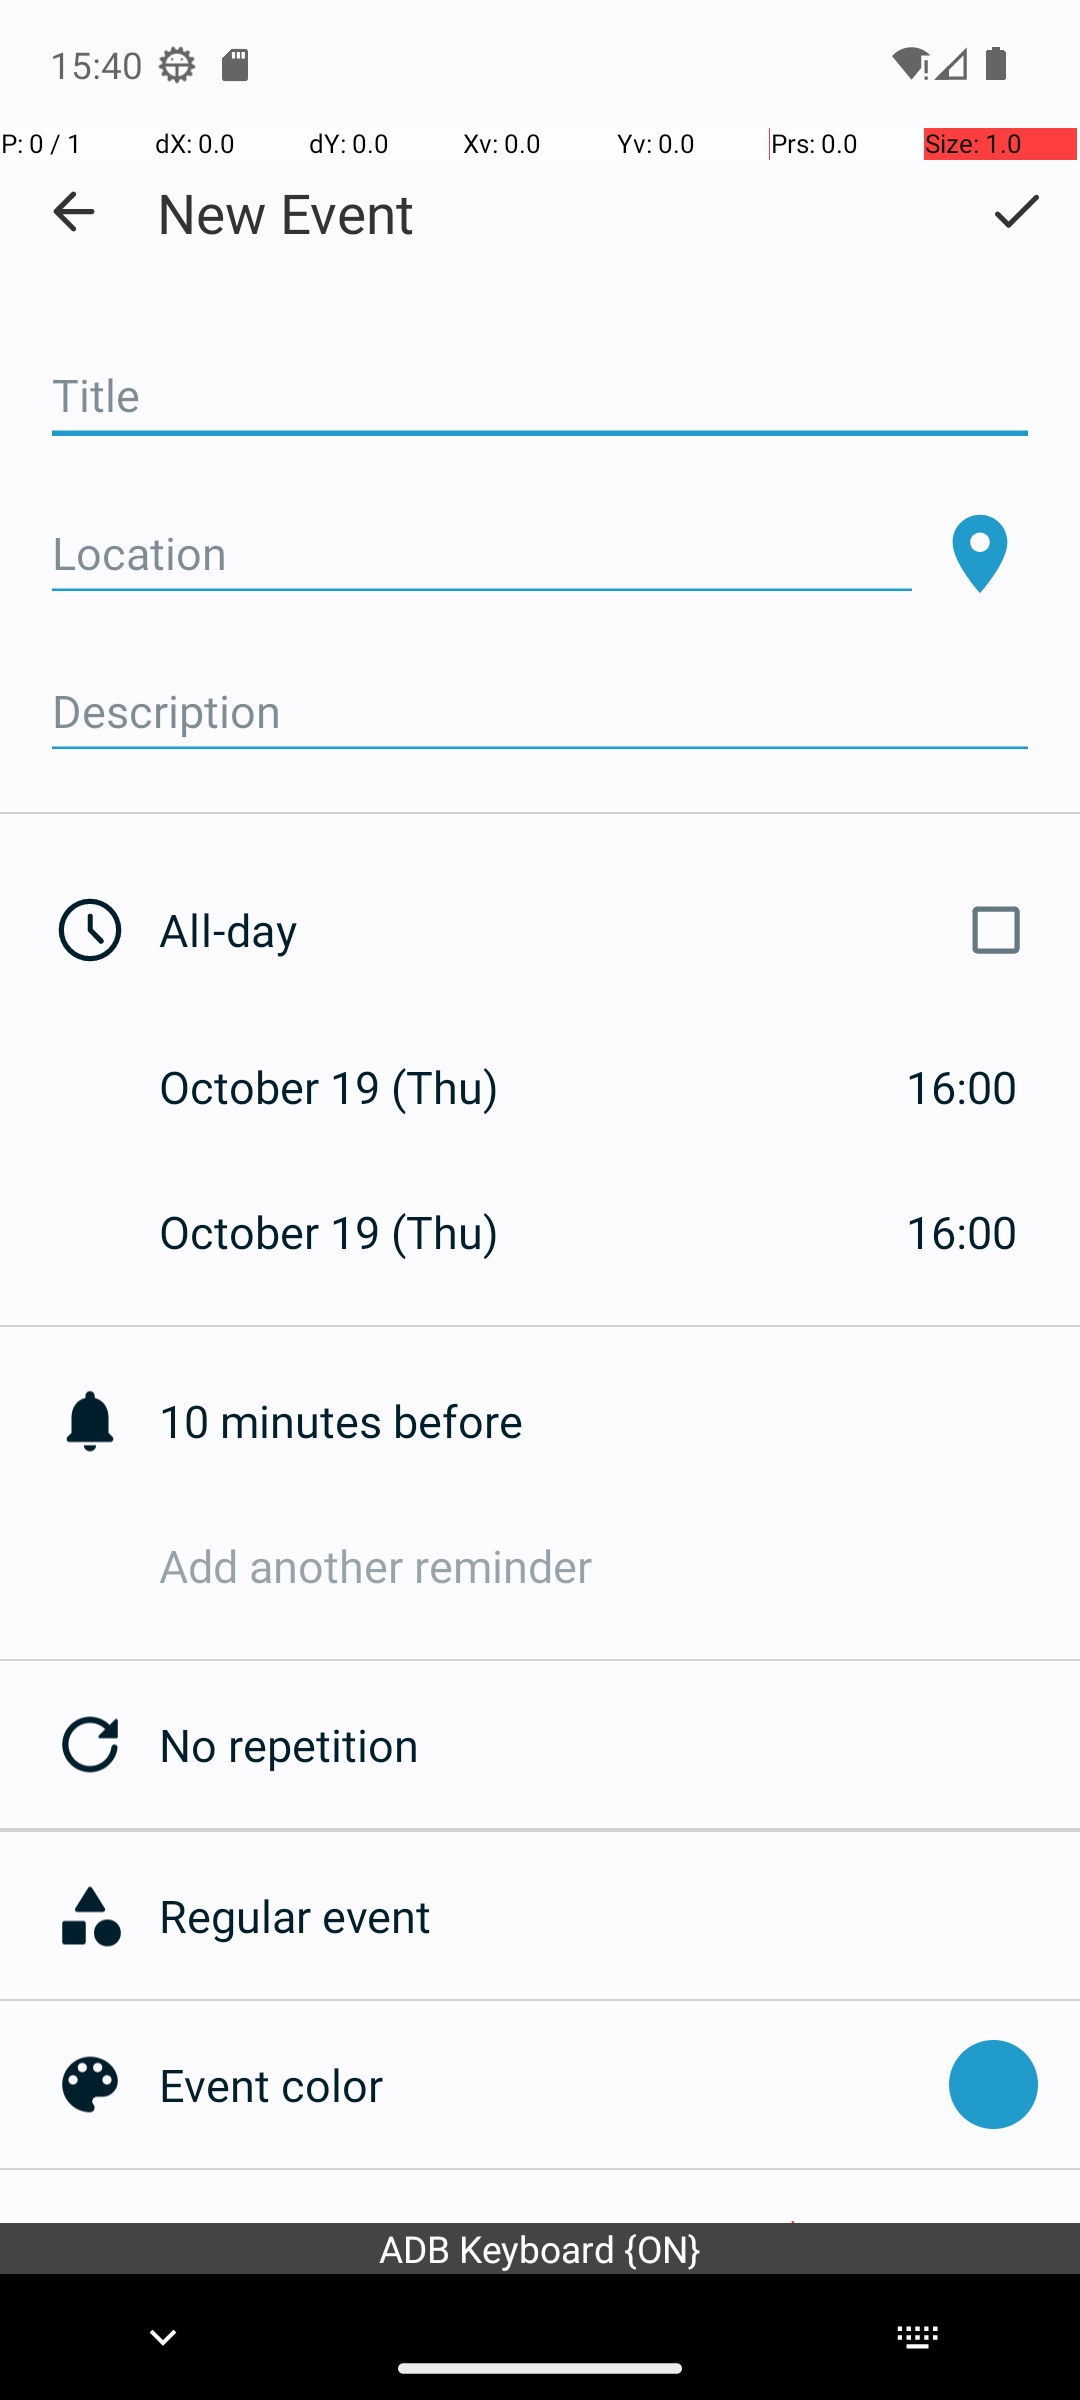 15:40
P: 0 / 1 dX: 0.0 dY: 0.0 Xv: 0.0 Yv: 0.0 Prs: 0.0 Size: 1.0
New Event
Title
Location
Description
All-day
October 19 (Thu) 16:00
October 19 (Thu) 16:00
10 minutes before
Add another reminder
No repetition
Regular event
Event color
ADB Keyboard {ON}